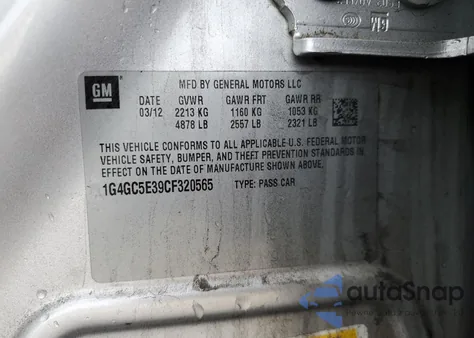 GM
MFD BY GENERAL MOTORS LLC
DATE GVWR GAWR FRT GAWR RR
03/12 2213 KG 1160 KG 1053 KG
4878 LB 2557 LB 2321 LB
THIS VEHICLE CONFORMS TO ALL APPLICABLE U.S. FEDERAL MOTOR
VEHICLE SAFETY, BUMPER, AND THEFT PREVENTION STANDARDS IN
EFFECT ON THE DATE OF MANUFACTURE SHOWN ABOVE.
1G4GC5E39CF320565 TYPE: PASS CAR
autoSnap